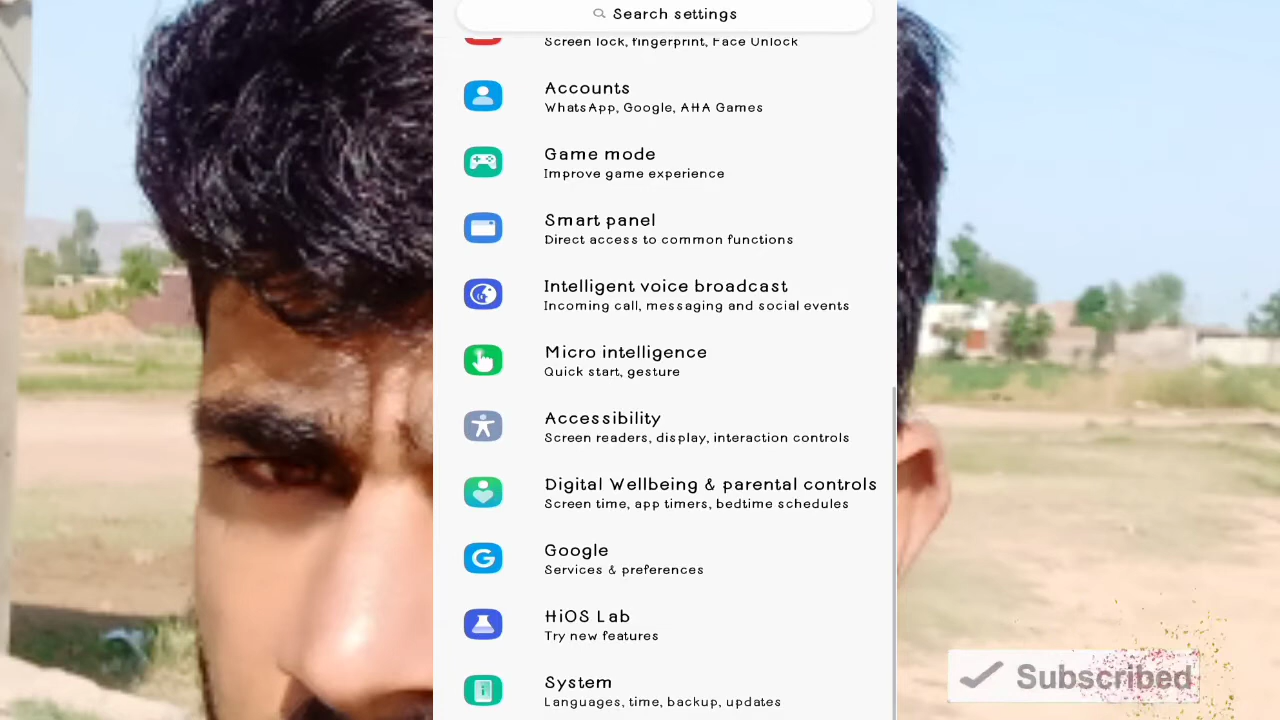 Search settings
Screen lock, fingerprint, Face Unlock
Accounts
WhatsApp, Google, AHA Games
Game mode
Improve game experience
Smart panel
Direct access to common functions
Intelligent voice broadcast
Incoming call, messaging and social events
Micro intelligence
Quick start, gesture
Accessibility
Screen readers, display, interaction controls
Digital Wellbeing & parental controls
Screen time, app timers, bedtime schedules
Google
Services & preferences
HiOS Lab
Try new features
System
Languages, time, backup, updates
Subscribed